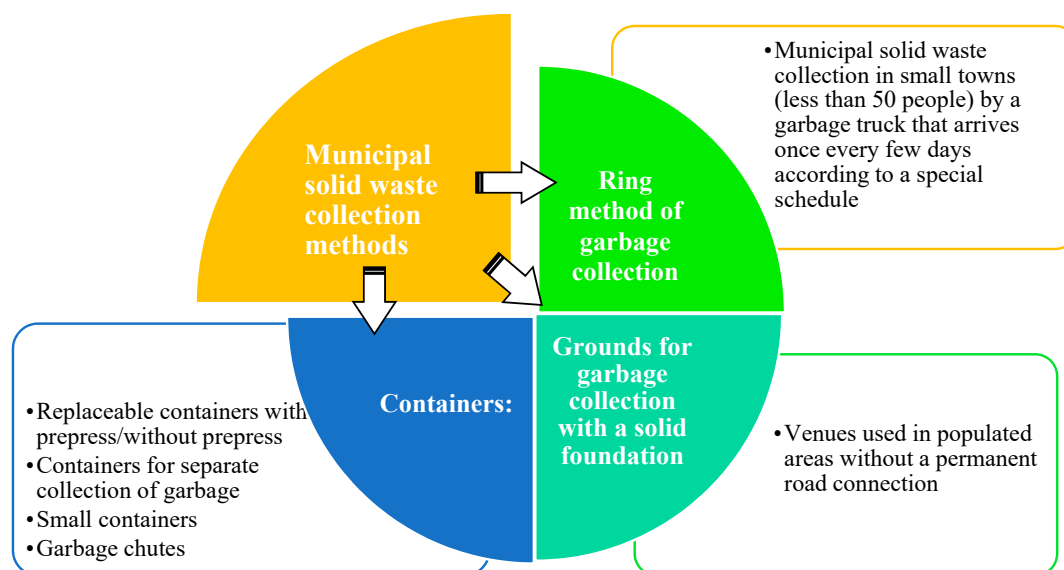 Municipal
solid waste
collection
methods
Ring
method of
garbage
collection
•Municipal solid waste
collection in small towns
(less than 50 people) by a
garbage truck that arrives
once every few days
according to a special
schedule
Containers:
•Replaceable containers with
prepress/without prepress
•Containers for separate
collection of garbage
•Small containers
•Garbage chutes
Grounds for
garbage
collection
with a solid
foundation
•Venues used in populated
areas without a permanent
road connection